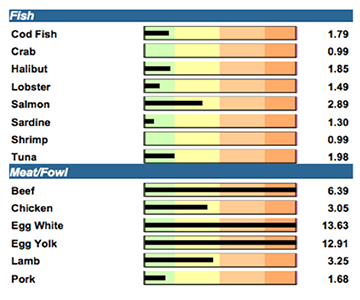 Fish
Cod Fish 1.79
Crab 0.99
Halibut 1.85
Lobster 1.49
Salmon 2.89
Sardine 1.30
Shrimp 0.99
Tuna 1.98
Meat/Fowl
Beef 6.39
Chicken 3.05
Egg White 13.63
Egg Yolk 12.91
Lamb 3.25
Pork 1.68